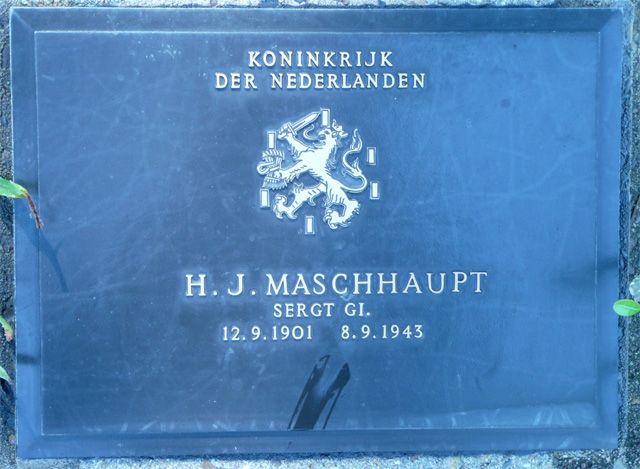 KONINKRIJK
DER NEDERLANDEN
H. J. MASCHHAUPT
SERGT GI.
12.9.1901 8.9.1943